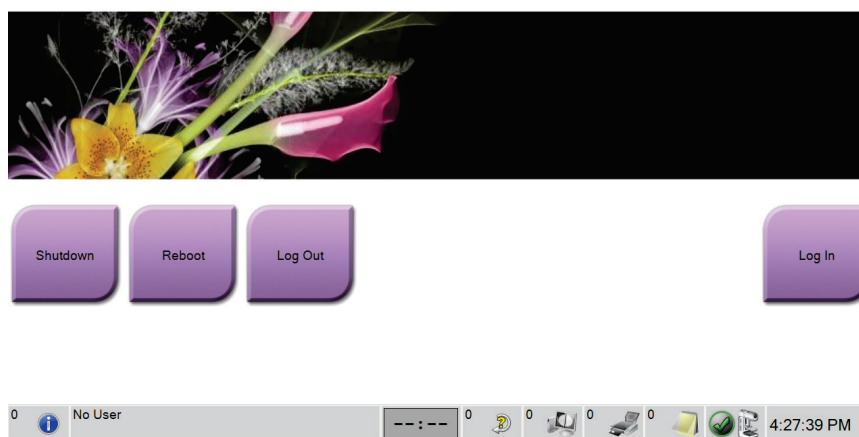 Shutdown
Reboot
Log Out
Log In
0
No User
--:--
0
0
0
0
4:27:39 PM